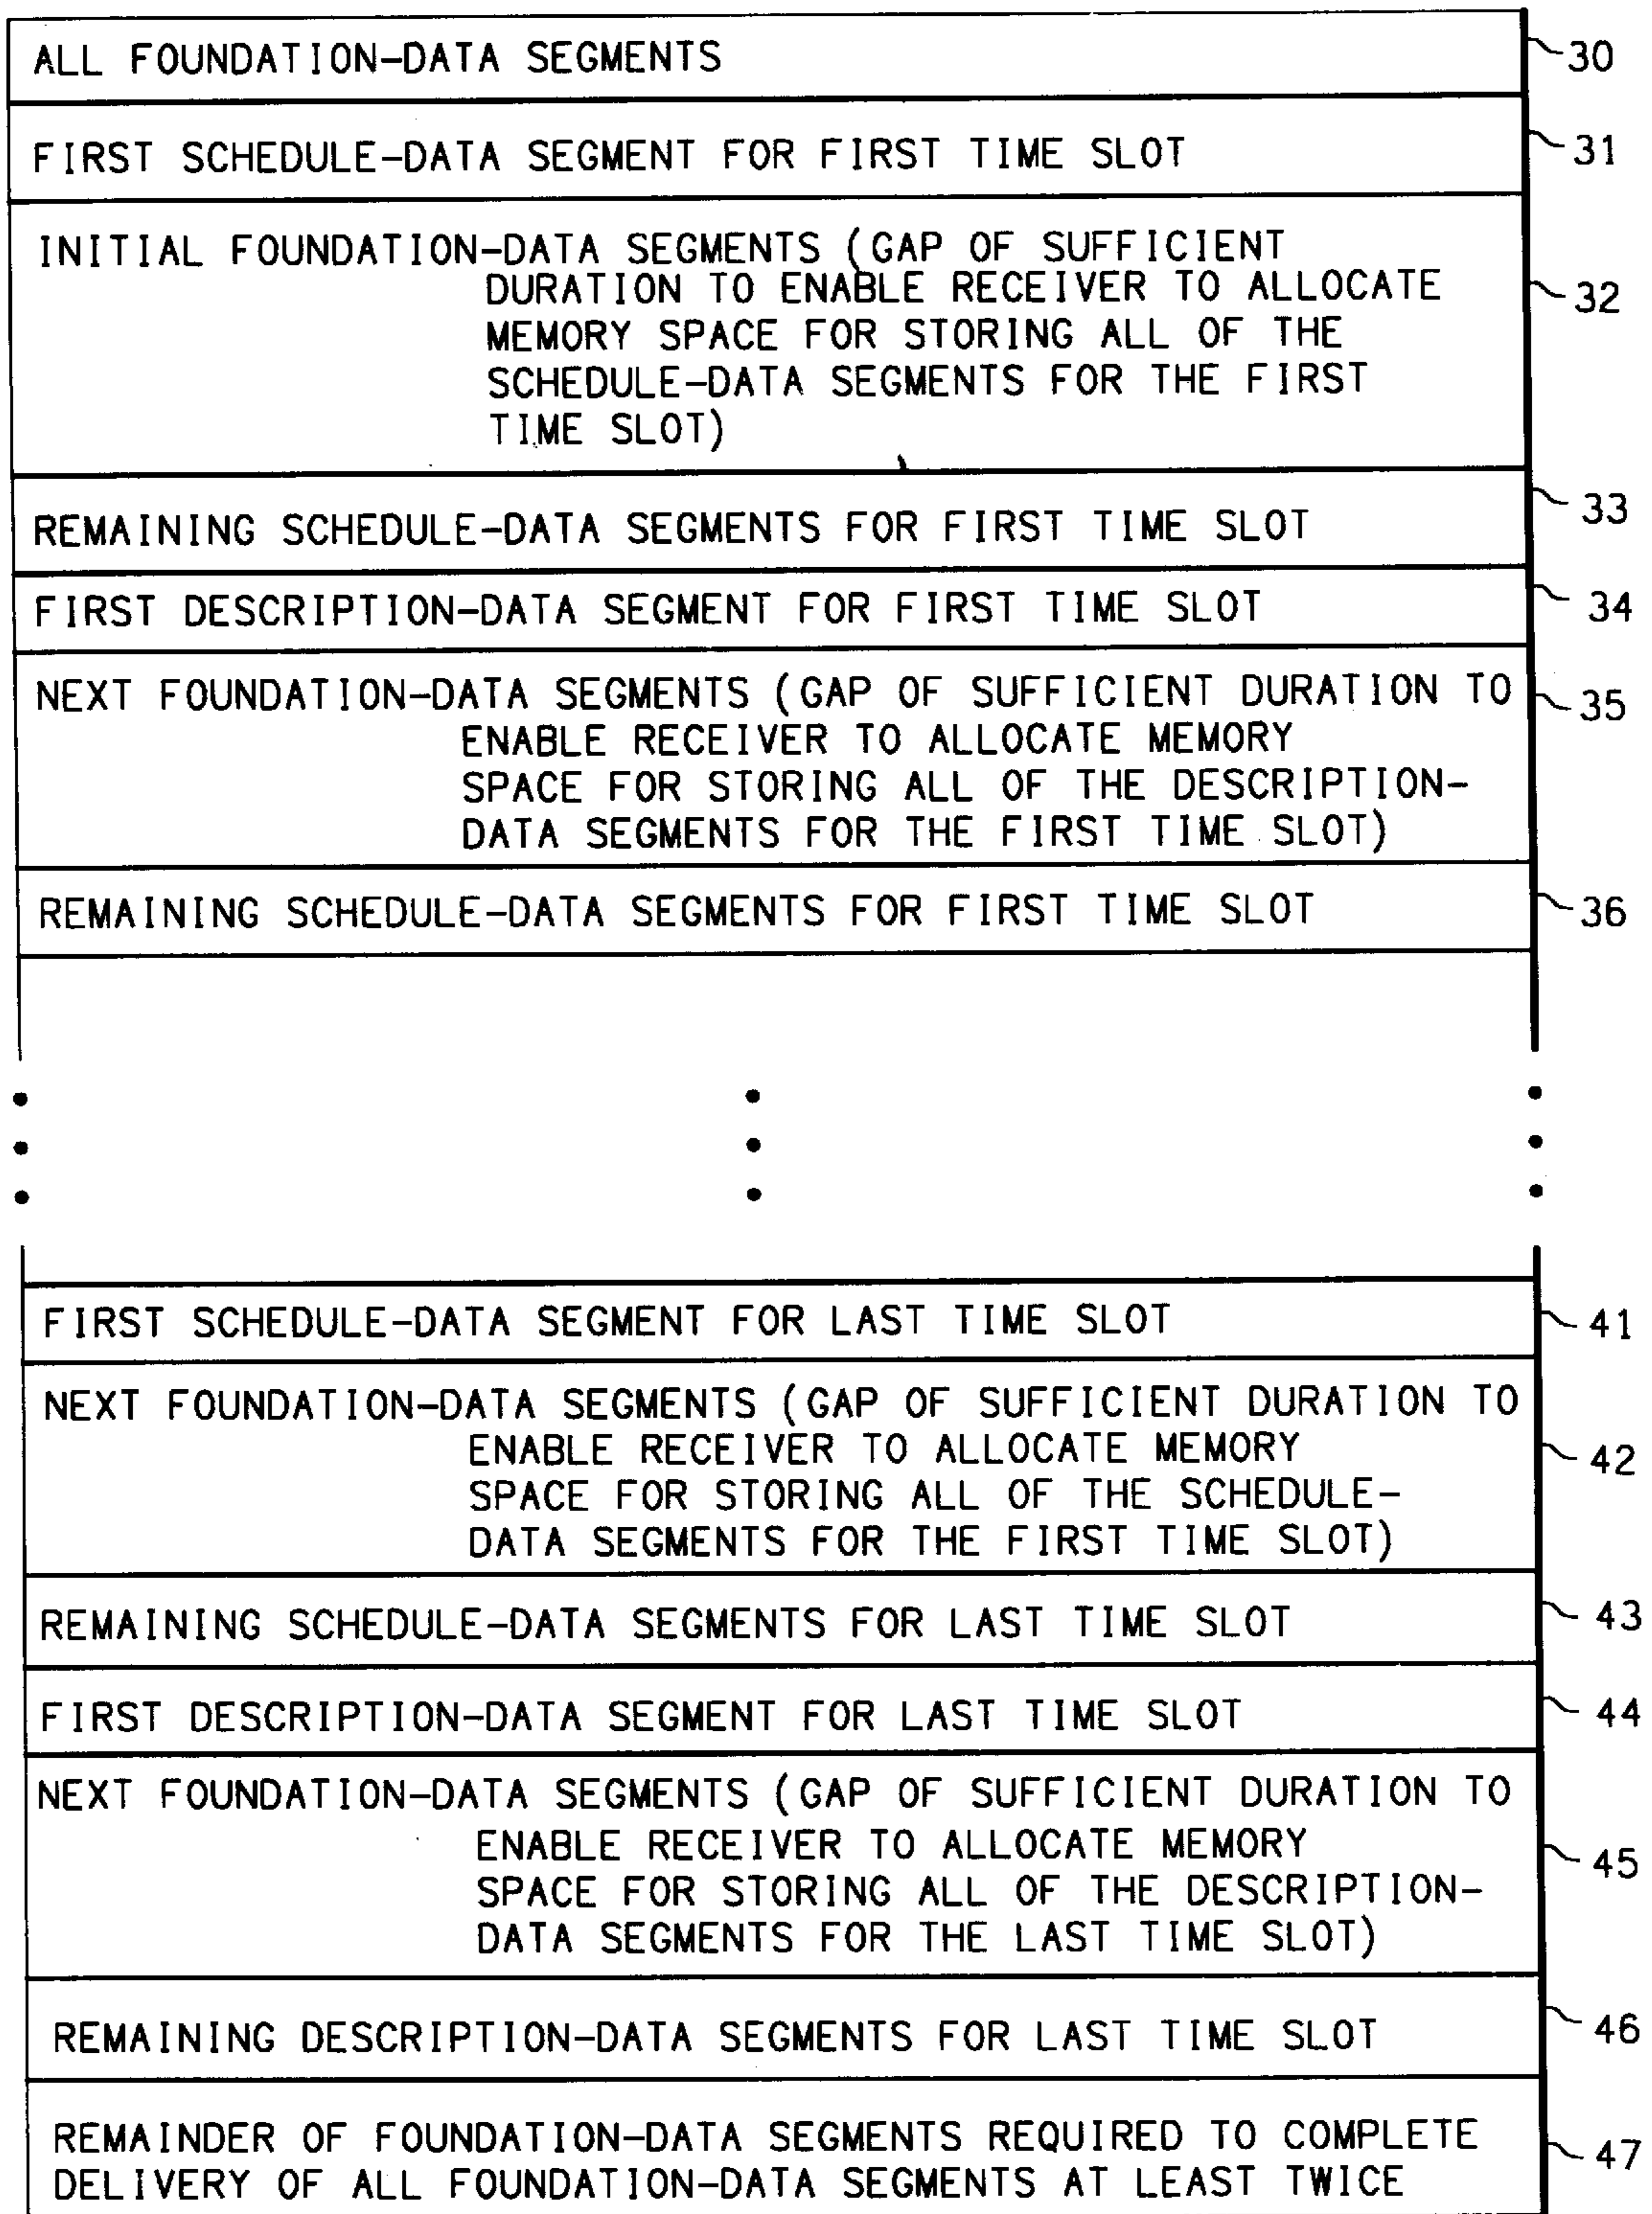 ALL FOUNDATION-DATA SEGMENTS 30
FIRST SCHEDULE-DATA SEGMENT FOR FIRST TIME SLOT 31
INITIAL FOUNDATION-DATA SEGMENTS (GAP OF SUFFICIENT
DURATION TO ENABLE RECEIVER TO ALLOCATE 32
MEMORY SPACE FOR STORING ALL OF THE
SCHEDULE-DATA SEGMENTS FOR THE FIRST
TIME SLOT)
REMAINING SCHEDULE-DATA SEGMENTS FOR FIRST TIME SLOT 33
FIRST DESCRIPTION-DATA SEGMENT FOR FIRST TIME SLOT 34
NEXT FOUNDATION-DATA SEGMENTS (GAP OF SUFFICIENT DURATION TO 35
ENABLE RECEIVER TO ALLOCATE MEMORY
SPACE FOR STORING ALL OF THE DESCRIPTION-
DATA SEGMENTS FOR THE FIRST TIME SLOT)
REMAINING SCHEDULE-DATA SEGMENTS FOR FIRST TIME SLOT 36
FIRST SCHEDULE-DATA SEGMENT FOR LAST TIME SLOT 41
NEXT FOUNDATION-DATA SEGMENTS (GAP OF SUFFICIENT DURATION TO
ENABLE RECEIVER TO ALLOCATE MEMORY 42
SPACE FOR STORING ALL OF THE SCHEDULE-
DATA SEGMENTS FOR THE FIRST TIME SLOT)
REMAINING SCHEDULE-DATA SEGMENTS FOR LAST TIME SLOT 43
FIRST DESCRIPTION-DATA SEGMENT FOR LAST TIME SLOT 44
NEXT FOUNDATION-DATA SEGMENTS (GAP OF SUFFICIENT DURATION TO
ENABLE RECEIVER TO ALLOCATE MEMORY 45
SPACE FOR STORING ALL OF THE DESCRIPTION-
DATA SEGMENTS FOR THE LAST TIME SLOT)
REMAINING DESCRIPTION-DATA SEGMENTS FOR LAST TIME SLOT 46
REMAINDER OF FOUNDATION-DATA SEGMENTS REQUIRED TO COMPLETE 47
DELIVERY OF ALL FOUNDATION-DATA SEGMENTS AT LEAST TWICE